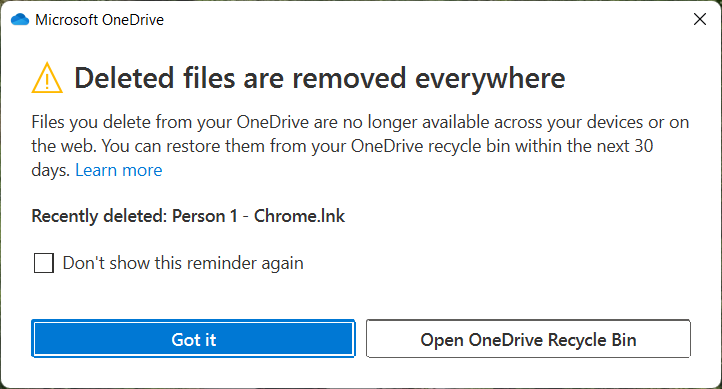 Microsoft OneDrive
Deleted files are removed everywhere
Files you delete from your OneDrive are no longer available across your devices or on
the web. You can restore them from your OneDrive recycle bin within the next 30
days. Learn more
Recently deleted: Person 1 - Chrome.lnk
Don't show this reminder again
Got it
Open OneDrive Recycle Bin